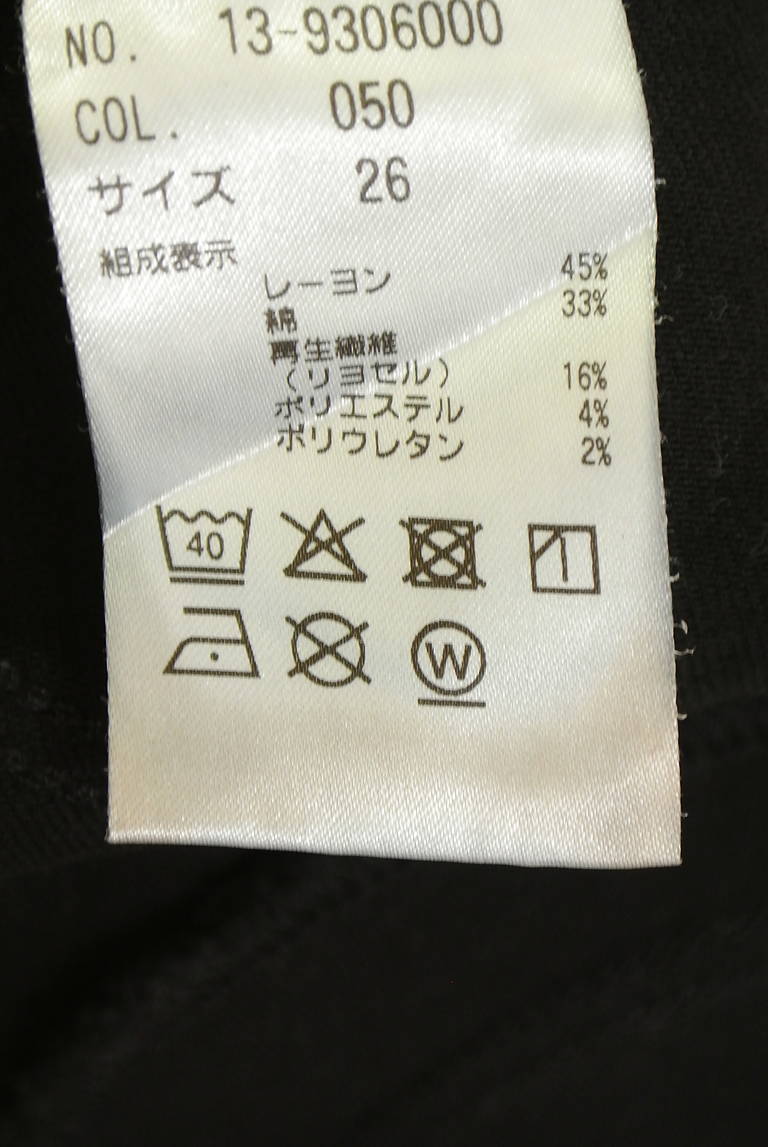 NO. 13-9306000
COL. 050
サイズ 26
組成表示
レーヨン 45%
綿 33%
再生繊維
(リヨセル) 16%
ポリエステル 4%
ポリウレタン 2%
40
W